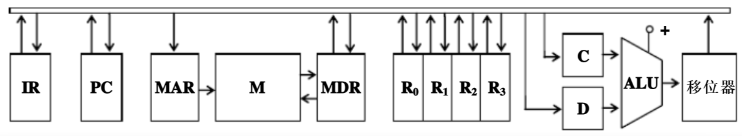 +
IR PC MAR M MDR R₀ R₁ R₂ R₃ C ALU 移位器
D